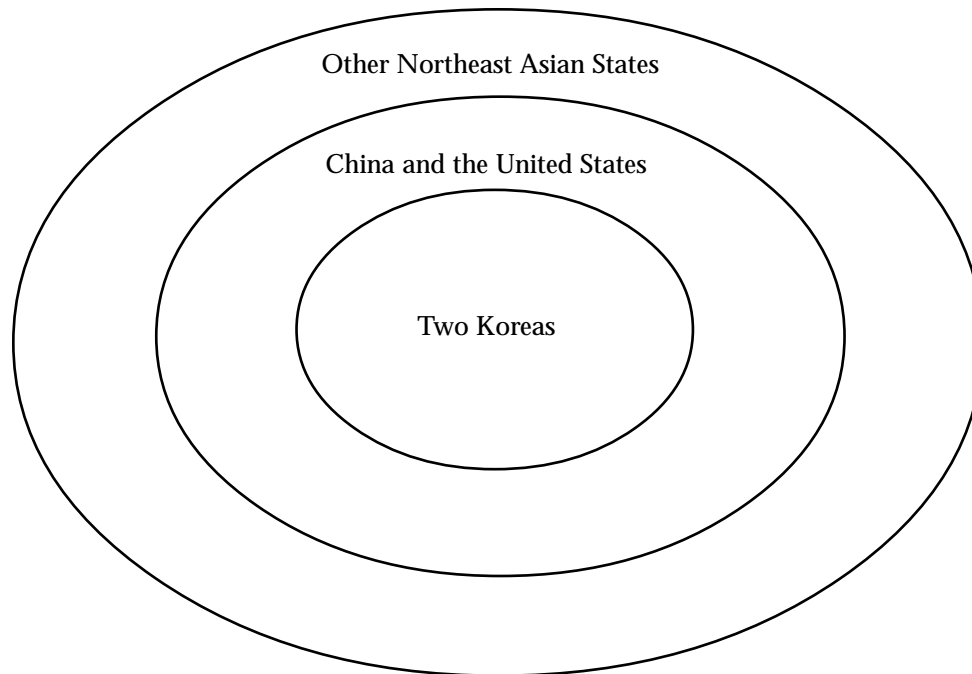 Other Northeast Asian States
China and the United States
Two Koreas